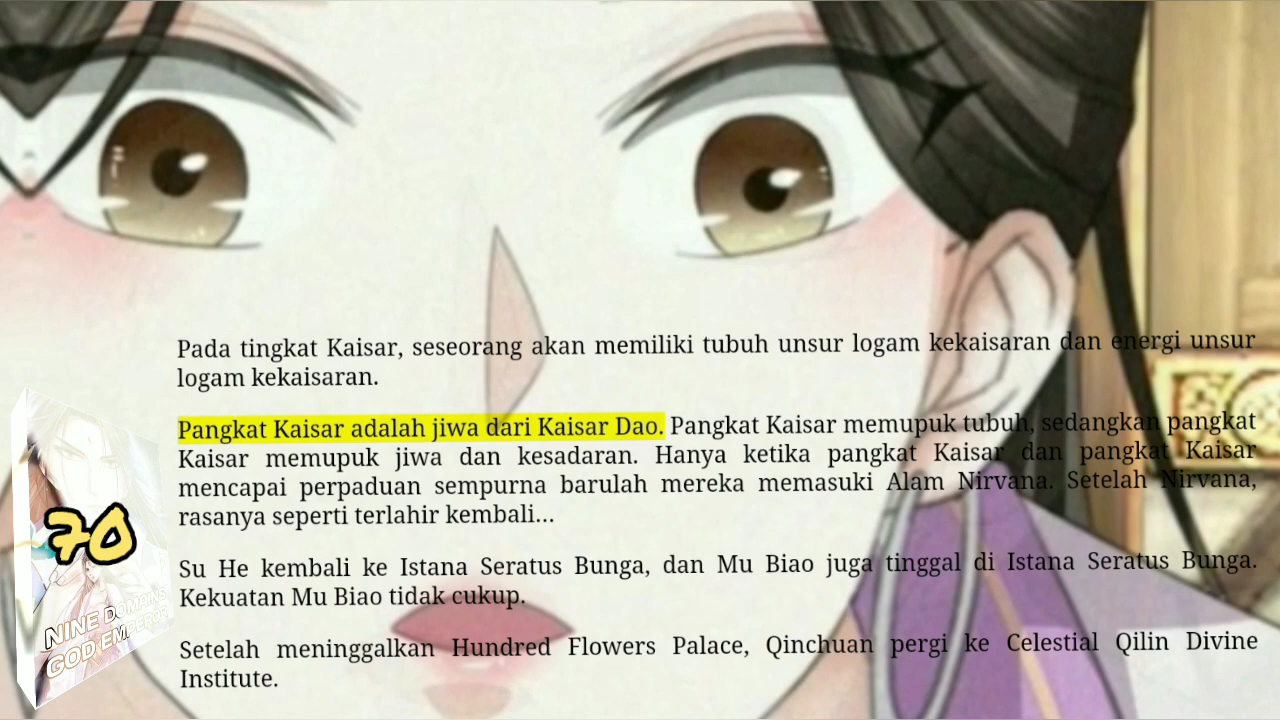 Pada tingkat Kaisar, seseorang akan memiliki tubuh unsur logam kekaisaran dan energi unsur
logam kekaisaran.
Pangkat Kaisar adalah jiwa dari Kaisar Dao. Pangkat Kaisar memupuk tubuh, sedangkan pangkat
Kaisar memupuk jiwa dan kesadaran. Hanya ketika pangkat Kaisar dan pangkat Kaisar
mencapai perpaduan sempurna barulah mereka memasuki Alam Nirvana. Setelah Nirvana,
rasanya seperti terlahir kembali...
Su He kembali ke Istana Seratus Bunga, dan Mu Biao juga tinggal di Istana Seratus Bunga.
Kekuatan Mu Biao tidak cukup.
Setelah meninggalkan Hundred Flowers Palace, Qinchuan pergi ke Celestial Qilin Divine
Institute.
70
NINE DOMAINS
GOD EMPEROR